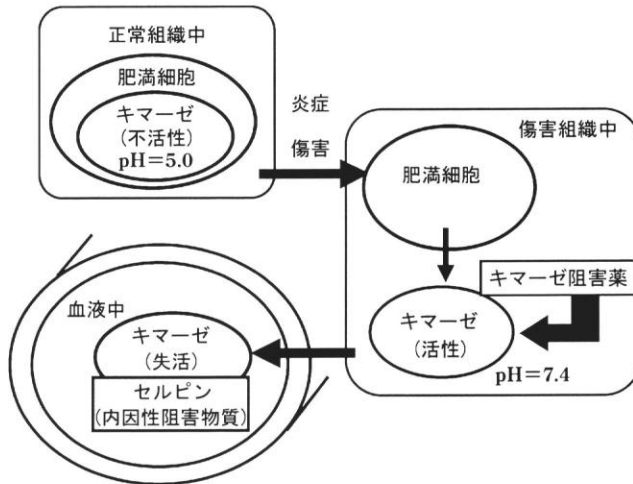 正常組織中
肥満細胞
キマーゼ
(不活性)
pH=5.0
炎症
傷害
傷害組織中
肥満細胞
キマーゼ阻害薬
キマーゼ
(活性)
pH=7.4
血液中
キマーゼ
(失活)
セルピン
(内因性阻害物質)